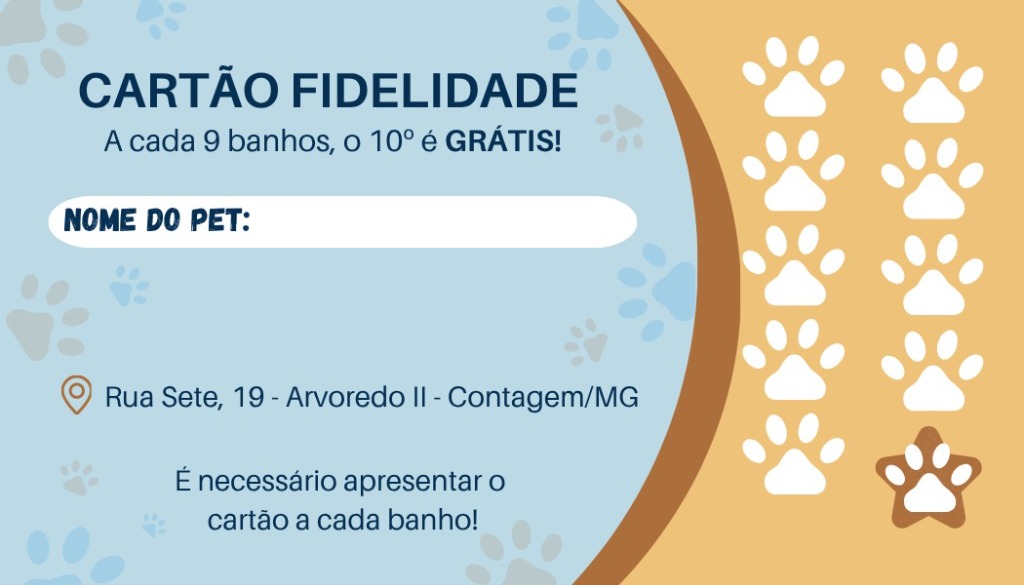 CARTÃO FIDELIDADE
A cada 9 banhos, o 10º é GRÁTIS!
NOME DO PET:
Rua Sete, 19 - Arvoredo II - Contagem/MG
É necessário apresentar o
cartão a cada banho!